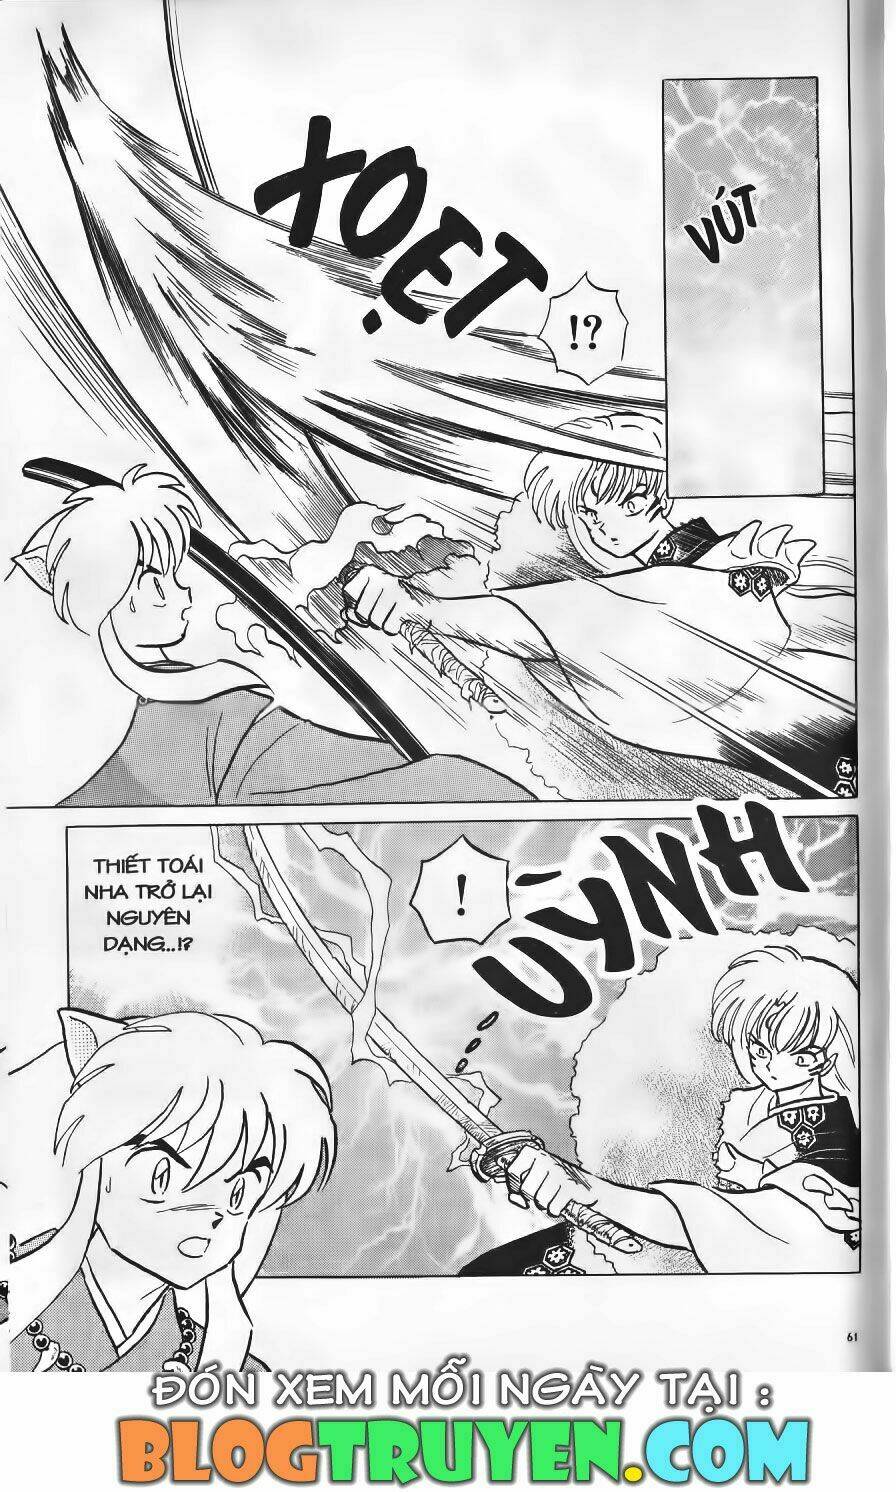 VÚT
XOẸT
!?
THIẾT TOÁI
NHA TRỞ LẠI
NGUYÊN
DẠNG...!?
!
UỲNH
61
ĐÓN XEM MỖI NGÀY TẠI :
BLOGTRUYEN.COM